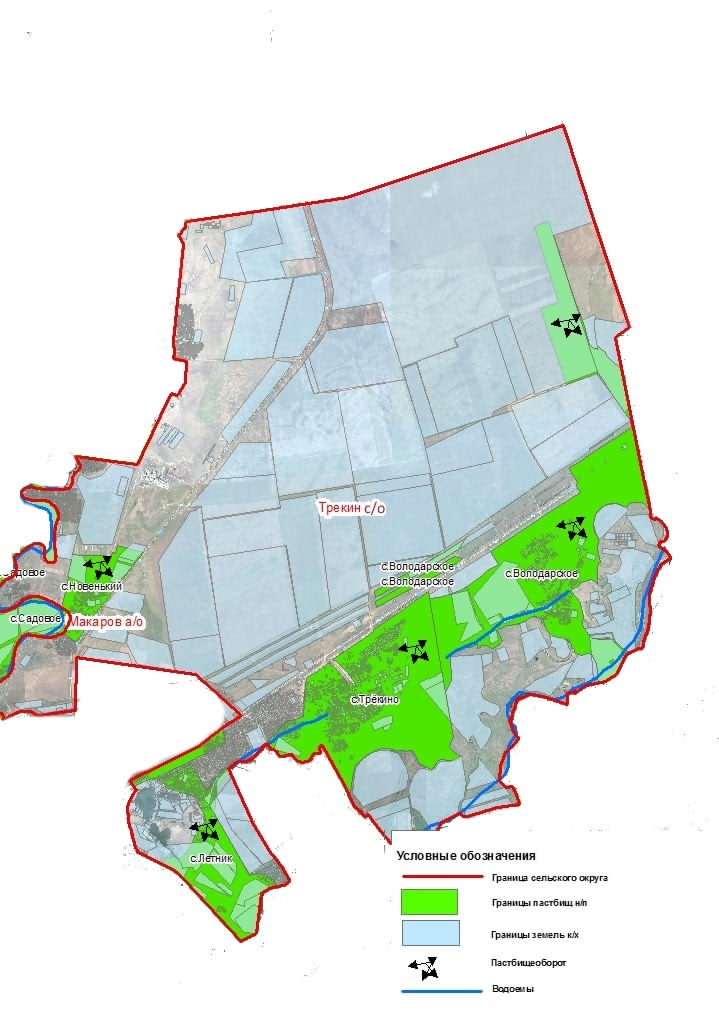 Трекин с/о
с.Володарское
с.Володарское
с.Володарское
с.Садовое
с.Новенький
с.Садовое
Макаров а/о
с.Трекино
с.Летник
Условные обозначения
Граница сельского округа
Границы пастбищ н/п
Границы земель к/х
Пастбищеоборот
Водоемы